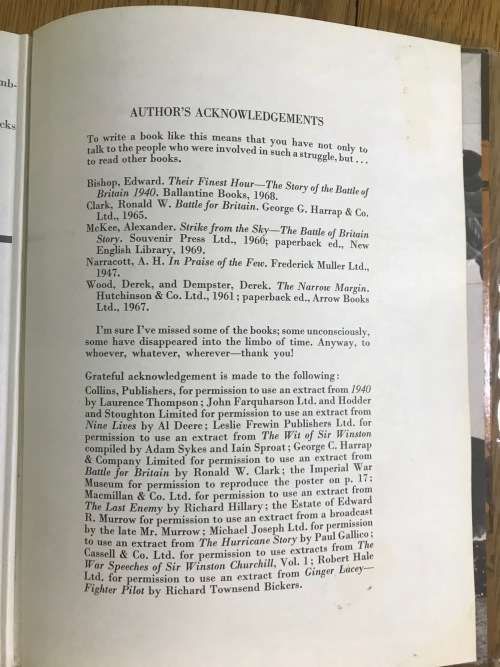 mb-
cks
AUTHOR'S ACKNOWLEDGEMENTS
To write a book like this means that you have not only to
talk to the people who were involved in such a struggle, but . . .
to read other books.
Bishop, Edward. Their Finest Hour—The Story of the Battle of
Britain 1940. Ballantine Books, 1968.
Clark, Ronald W. Battle for Britain. George G. Harrap & Co.
Ltd., 1965.
McKee, Alexander. Strike from the Sky—The Battle of Britain
Story. Souvenir Press Ltd., 1960; paperback ed., New
English Library, 1969.
Narracott, A. H. In Praise of the Few. Frederick Muller Ltd.,
1947.
Wood, Derek, and Dempster, Derek. The Narrow Margin.
Hutchinson & Co. Ltd., 1961; paperback ed., Arrow Books
Ltd., 1967.
I'm sure I've missed some of the books; some unconsciously,
some have disappeared into the limbo of time. Anyway, to
whoever, whatever, wherever—thank you!
Grateful acknowledgement is made to the following:
Collins, Publishers, for permission to use an extract from 1940
by Laurence Thompson; John Farquharson Ltd. and Hodder
and Stoughton Limited for permission to use an extract from
Nine Lives by Al Deere; Leslie Frewin Publishers Ltd. for
permission to use an extract from The Wit of Sir Winston
compiled by Adam Sykes and Iain Sproat; George C. Harrap
& Company Limited for permission to use an extract from
Battle for Britain by Ronald W. Clark; the Imperial War
Museum for permission to reproduce the poster on p. 17;
Macmillan & Co. Ltd. for permission to use an extract from
The Last Enemy by Richard Hillary; the Estate of Edward
R. Murrow for permission to use an extract from a broadcast
by the late Mr. Murrow; Michael Joseph Ltd. for permission
to use an extract from The Hurricane Story by Paul Gallico;
Cassell & Co. Ltd. for permission to use extracts from The
War Speeches of Sir Winston Churchill, Vol. 1; Robert Hale
Ltd. for permission to use an extract from Ginger Lacey—
Fighter Pilot by Richard Townsend Bickers.